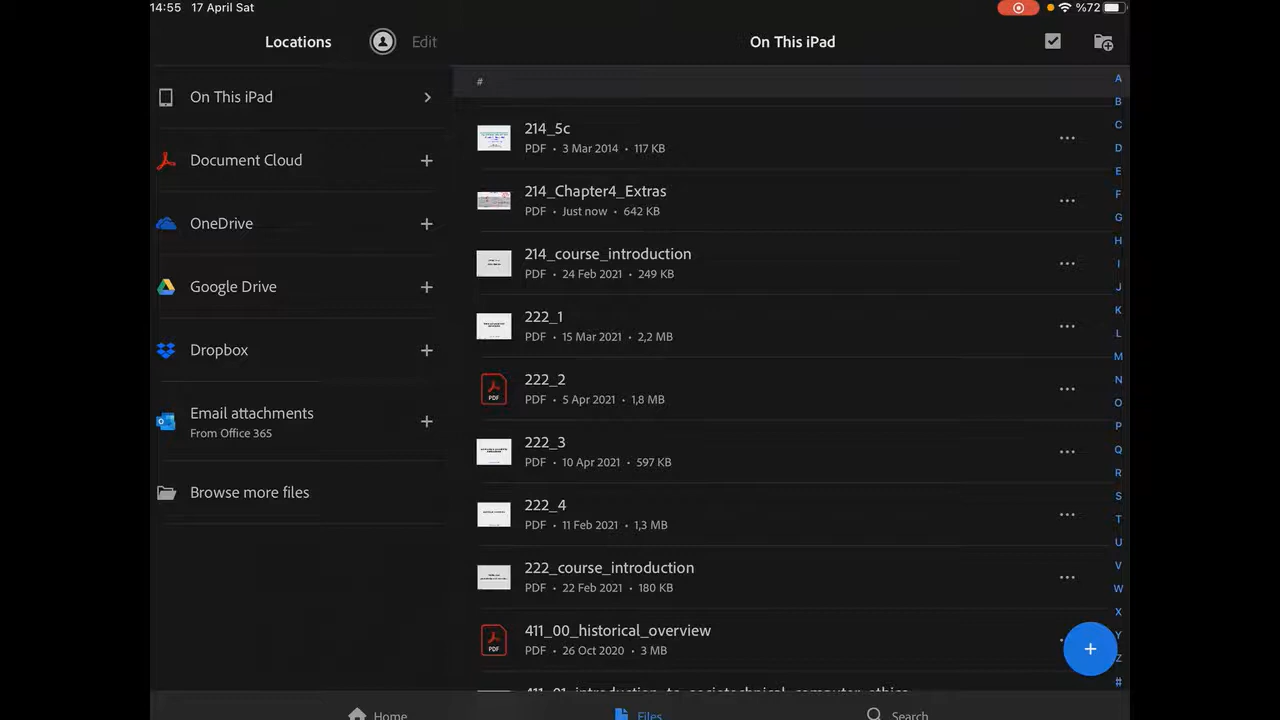 14:55 17 April Sat %72
Locations Edit On This iPad
On This iPad
Document Cloud
OneDrive
Google Drive
Dropbox
Email attachments
From Office 365
Browse more files
#
214_5c
PDF • 3 Mar 2014 • 117 KB
214_Chapter4_Extras
PDF • Just now • 642 KB
214_course_introduction
PDF • 24 Feb 2021 • 249 KB
222_1
PDF • 15 Mar 2021 • 2,2 MB
222_2
PDF • 5 Apr 2021 • 1,8 MB
222_3
PDF • 10 Apr 2021 • 597 KB
222_4
PDF • 11 Feb 2021 • 1,3 MB
222_course_introduction
PDF • 22 Feb 2021 • 180 KB
411_00_historical_overview
PDF • 26 Oct 2020 • 3 MB
411_01_introduction_to_sociotechnical_computer_ethics
A
B
C
D
E
F
G
H
I
J
K
L
M
N
O
P
Q
R
S
T
U
V
W
X
Y
Z
#
Home Files Search